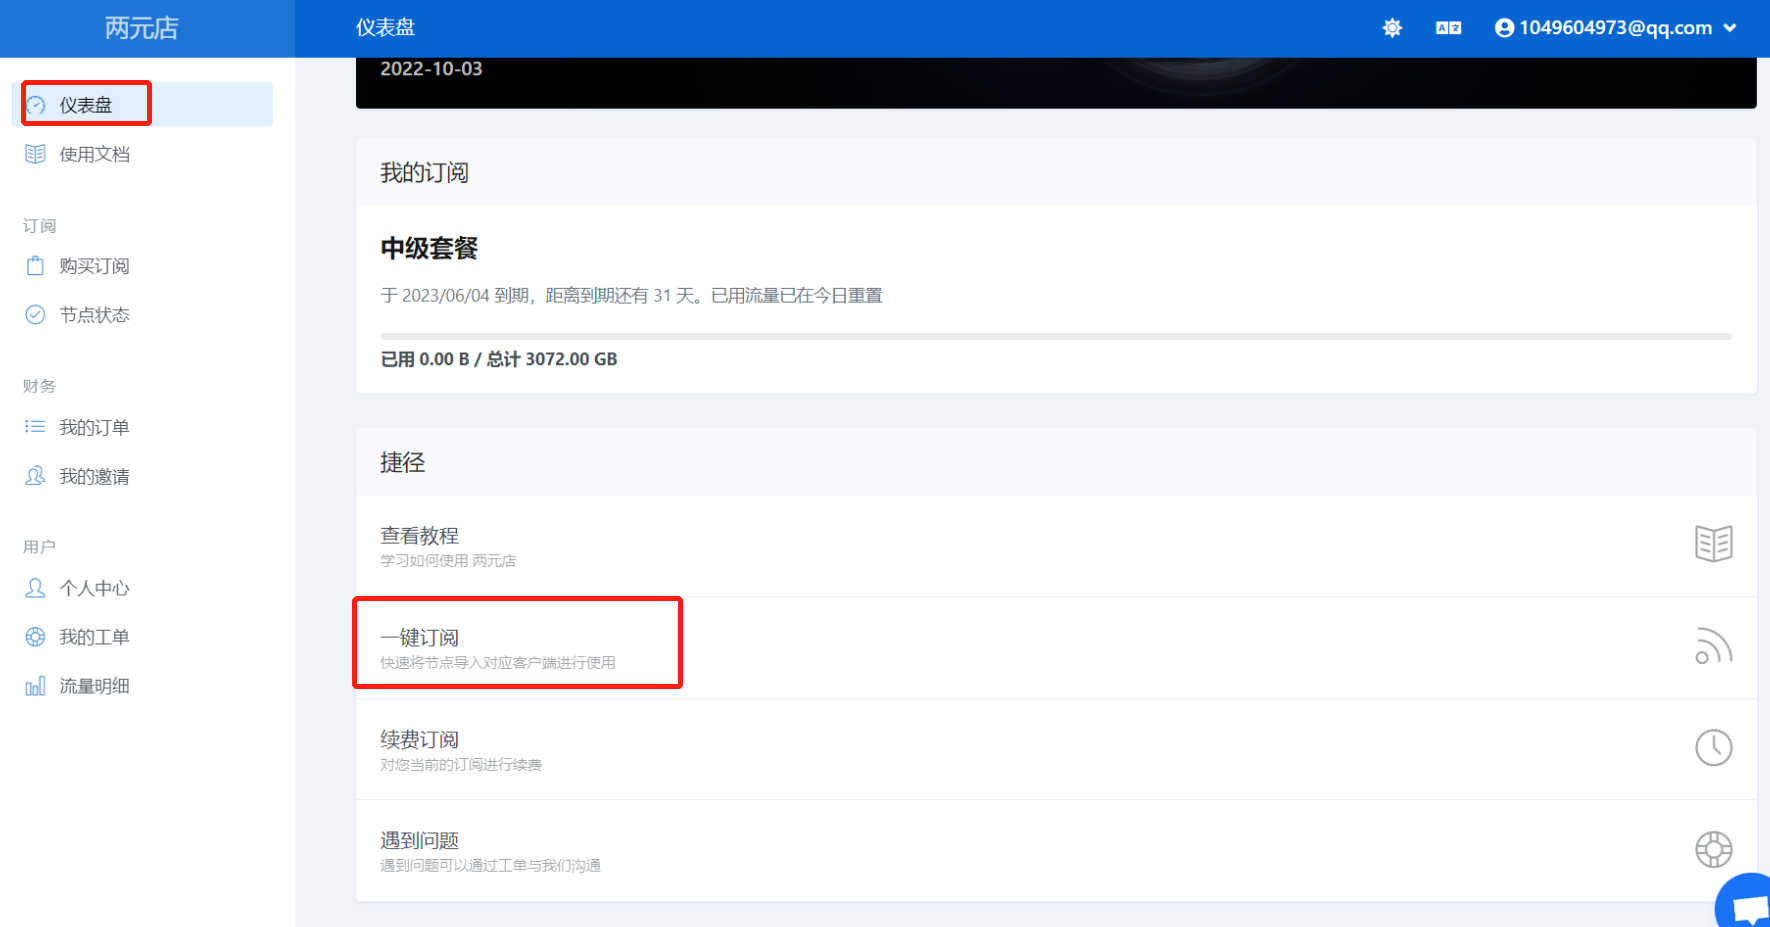 两元店
仪表盘
1049604973@qq.com
仪表盘
使用文档
订阅
购买订阅
节点状态
财务
我的订单
我的邀请
用户
个人中心
我的工单
流量明细
2022-10-03
我的订阅
中级套餐
于 2023/06/04 到期，距离到期还有 31 天。已用流量已在今日重置
已用 0.00 B / 总计 3072.00 GB
捷径
查看教程
学习如何使用 两元店
一键订阅
快速将节点导入对应客户端进行使用
续费订阅
对您当前的订阅进行续费
遇到问题
遇到问题可以通过工单与我们沟通